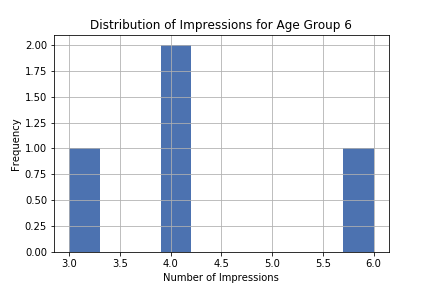 Distribution of Impressions for Age Group 6
2.00
1.75
1.50
1.25
1.00
0.75
0.50
0.25
0.00
Frequency
3.0 3.5 4.0 4.5 5.0 5.5 6.0
Number of Impressions